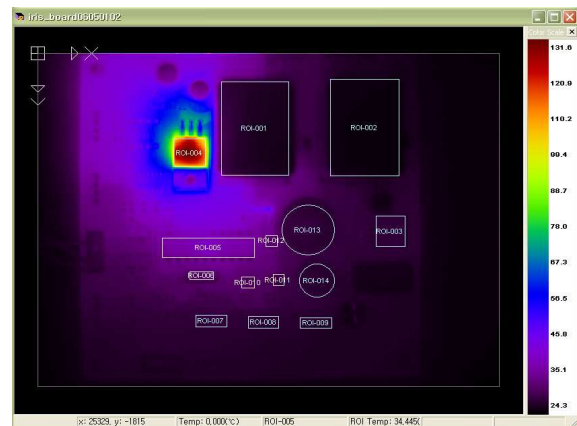 iris_board06050102
Color Scale
131.6
120.9
110.2
99.4
88.7
78.0
67.3
56.5
45.8
35.1
24.3
ROI-001
ROI-002
ROI-004
ROI-013
ROI-003
ROI-012
ROI-005
ROI-006
ROI-010
ROI-011
ROI-014
ROI-007
ROI-008
ROI-009
x: 25329, y: -1815
Temp: 0,000(℃)
ROI-005
ROI Temp: 34,445(